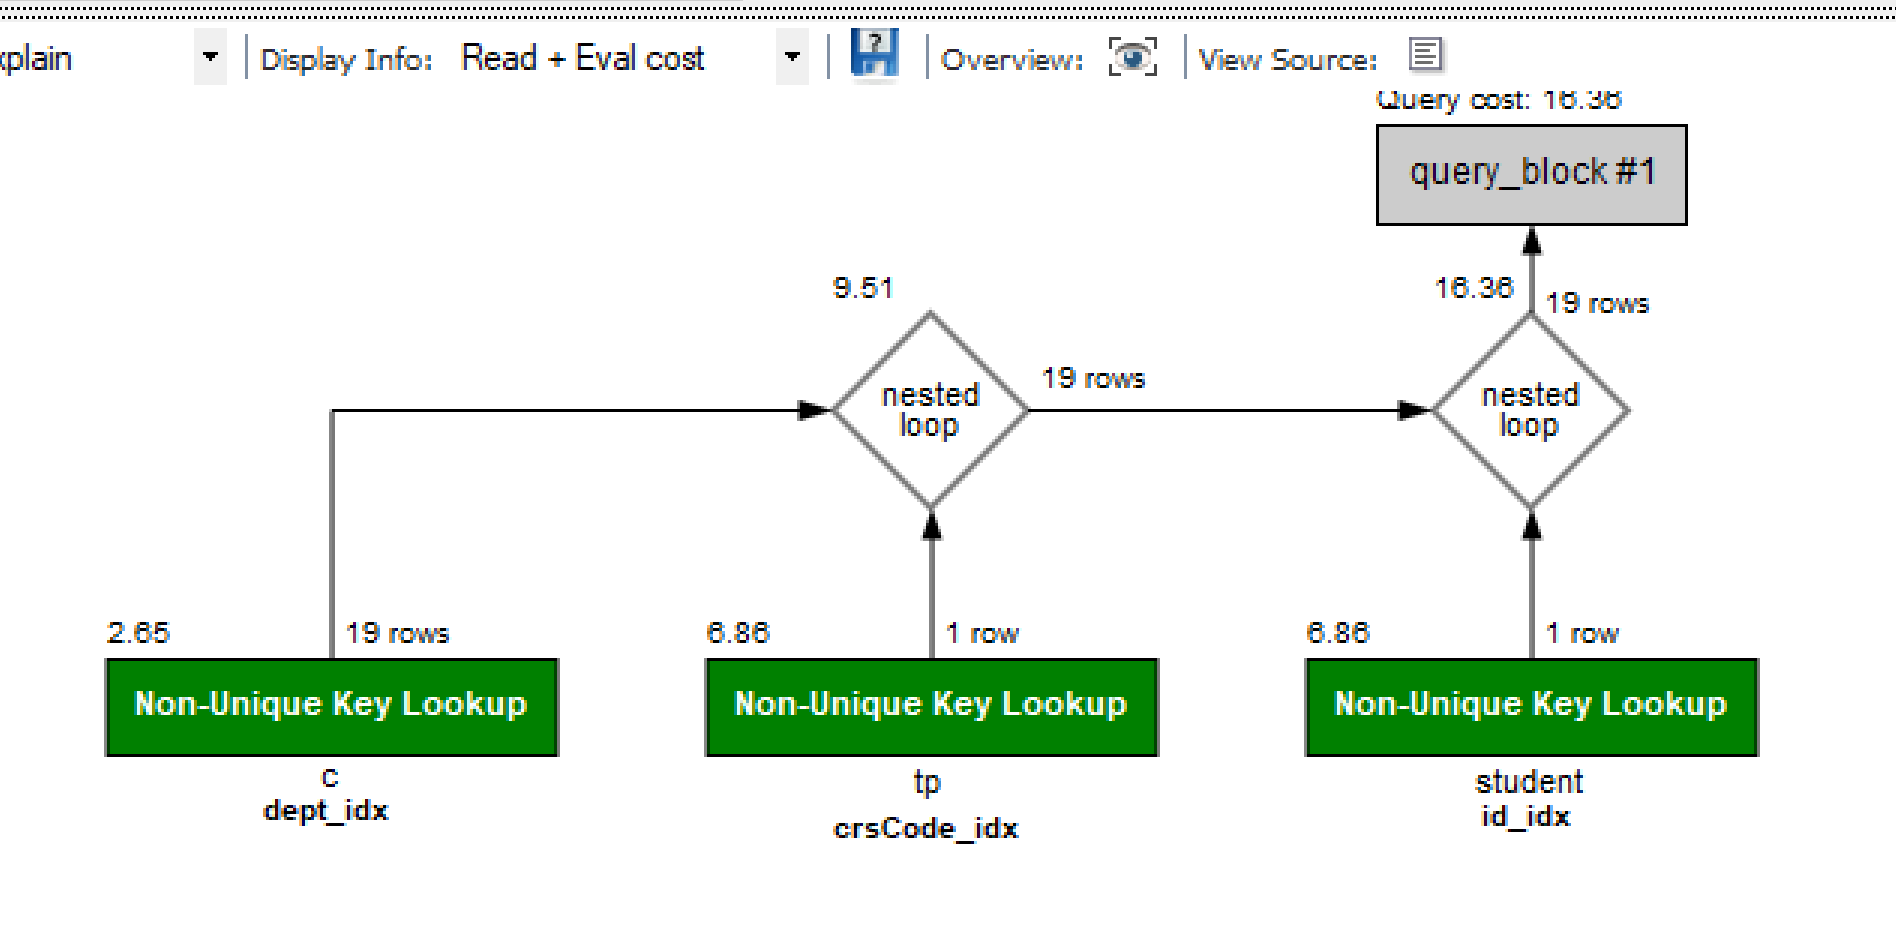 xplain Display Info: Read + Eval cost Overview: View Source:
Query cost: 16.36
query_block #1
9.51
16.36
19 rows
nested
loop
19 rows
nested
loop
2.65
19 rows
6.86
1 row
6.86
1 row
Non-Unique Key Lookup
Non-Unique Key Lookup
Non-Unique Key Lookup
c
dept_idx
tp
crsCode_idx
student
id_idx